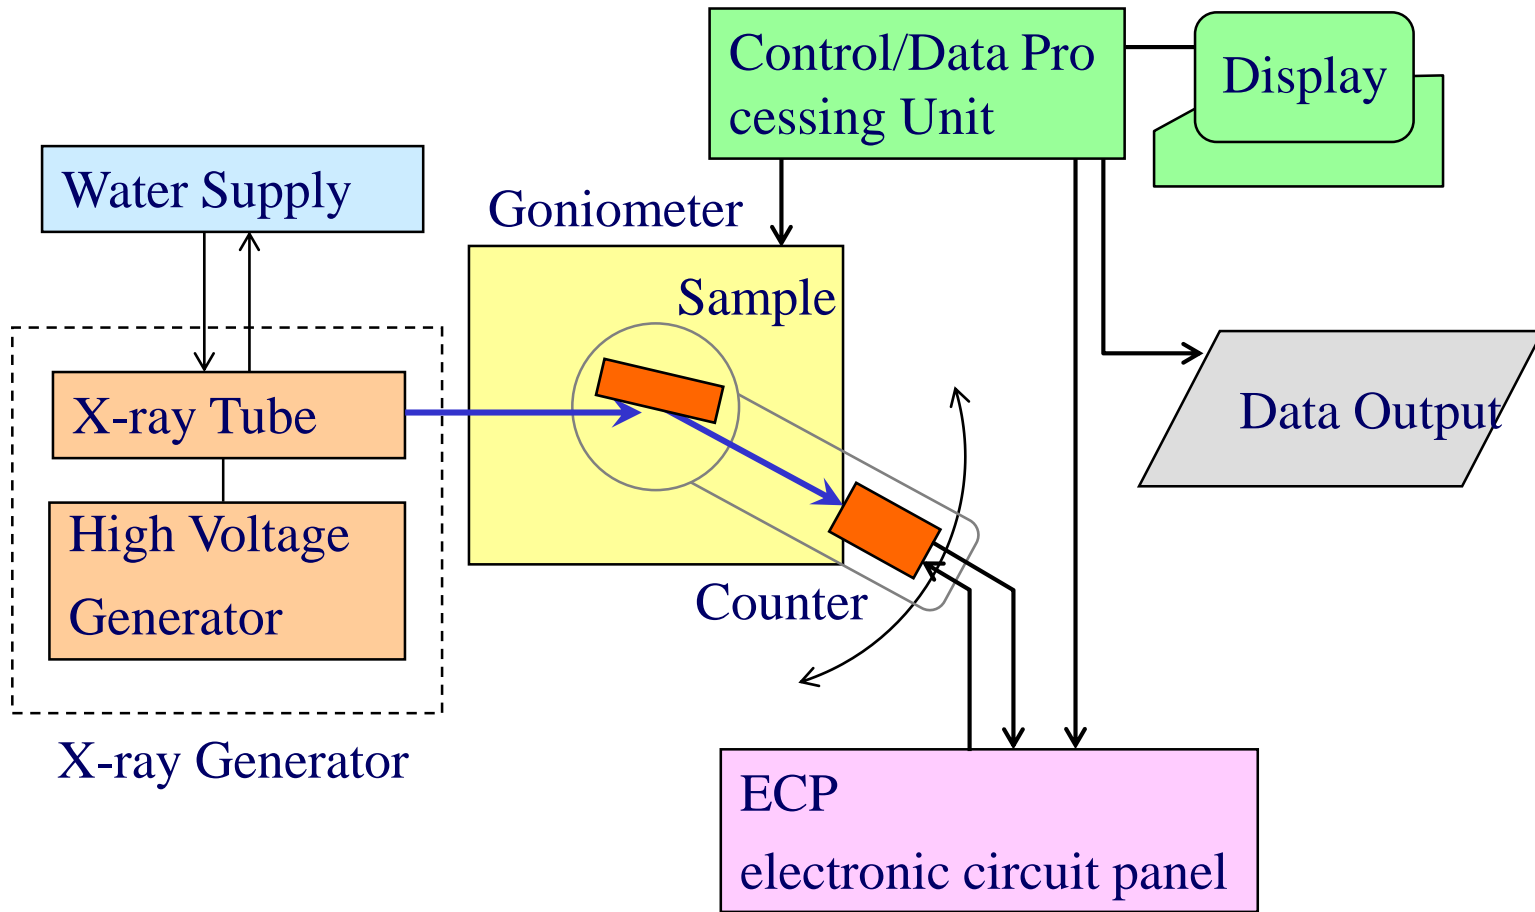 Control/Data Pro
cessing Unit
Display
Water Supply
Goniometer
Sample
X-ray Tube
Data Output
High Voltage
Generator
Counter
X-ray Generator
ECP
electronic circuit panel